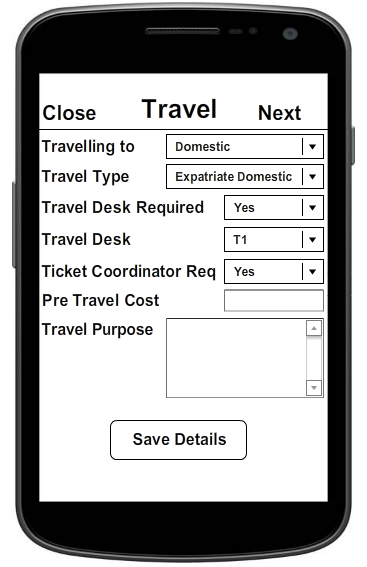 Close Travel Next
Travelling to Domestic
Travel Type Expatriate Domestic
Travel Desk Required Yes
Travel Desk T1
Ticket Coordinator Req Yes
Pre Travel Cost
Travel Purpose
Save Details